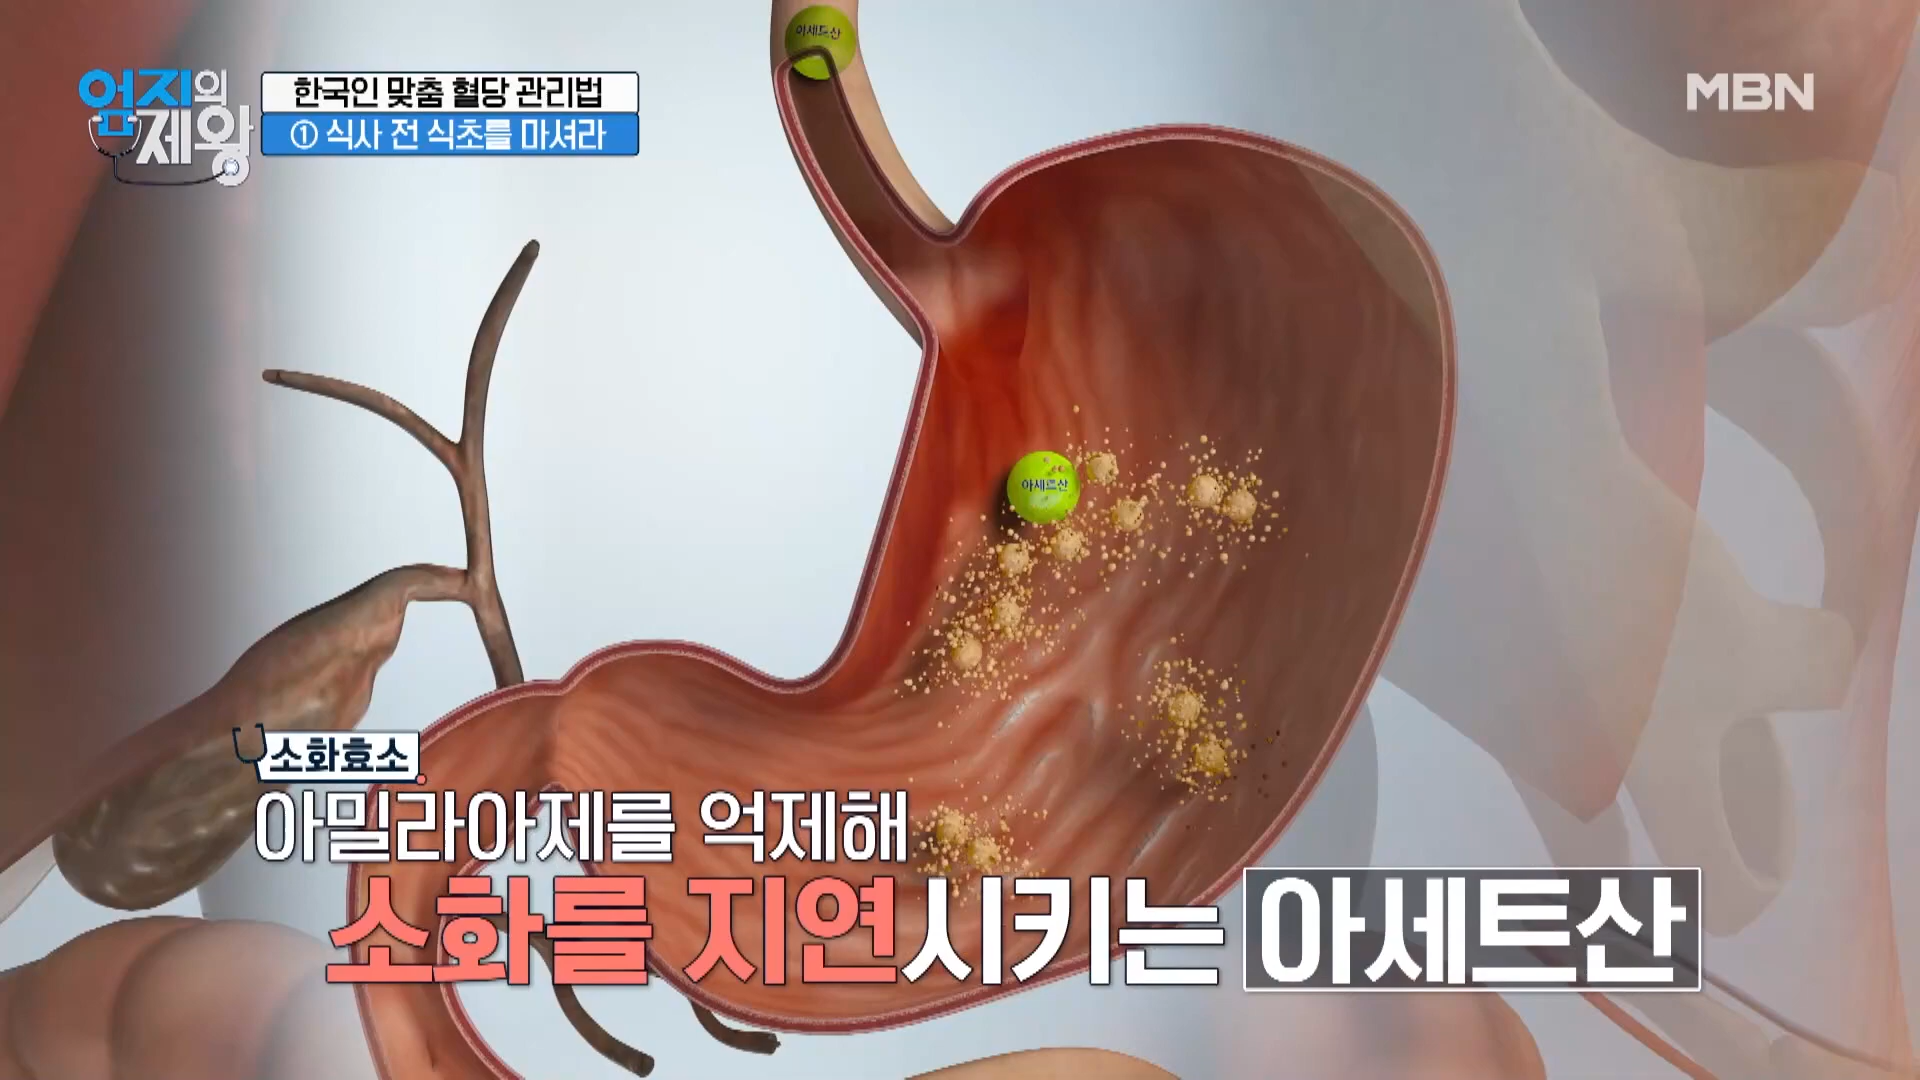 아세트산
엄지의 제왕
한국인 맞춤 혈당 관리법
① 식사 전 식초를 마셔라
MBN
아세트산
소화효소
아밀라아제를 억제해
소화를 지연시키는 아세트산